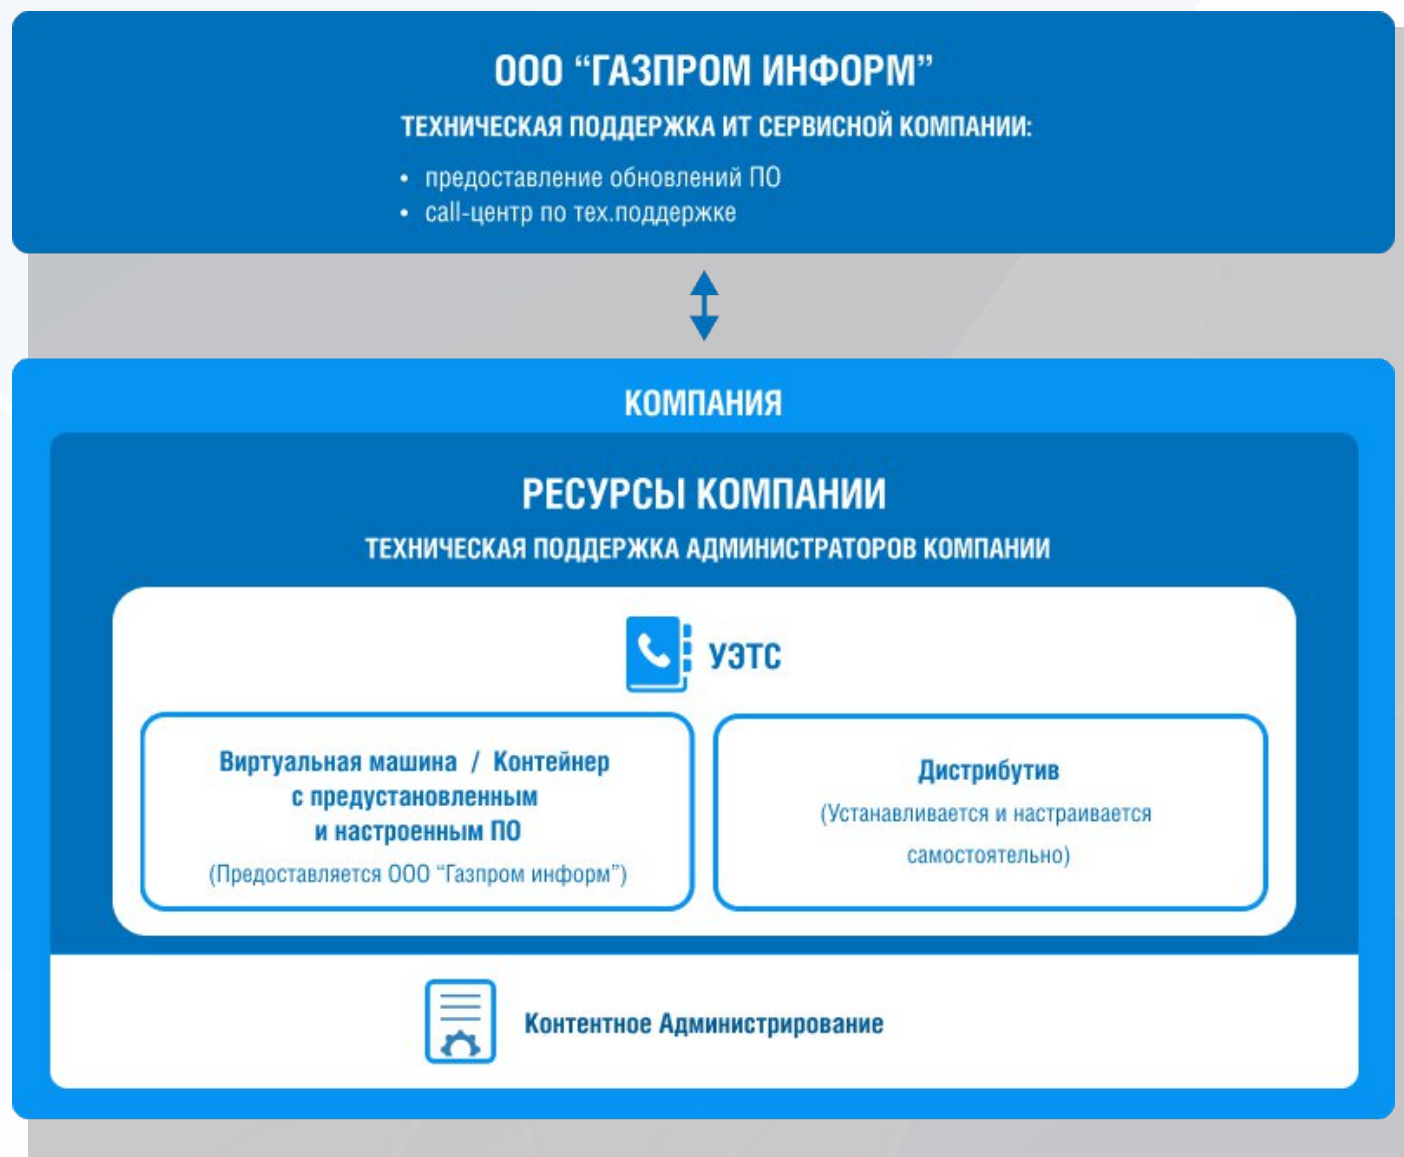 ООО “ГАЗПРОМ ИНФОРМ”
ТЕХНИЧЕСКАЯ ПОДДЕРЖКА ИТ СЕРВИСНОЙ КОМПАНИИ:
• предоставление обновлений ПО
• call-центр по тех.поддержке
КОМПАНИЯ
РЕСУРСЫ КОМПАНИИ
ТЕХНИЧЕСКАЯ ПОДДЕРЖКА АДМИНИСТРАТОРОВ КОМПАНИИ
УЭТС
Виртуальная машина / Контейнер
с предустановленным
и настроенным ПО
(Предоставляется ООО “Газпром информ”)
Дистрибутив
(Устанавливается и настраивается
самостоятельно)
Контентное Администрирование